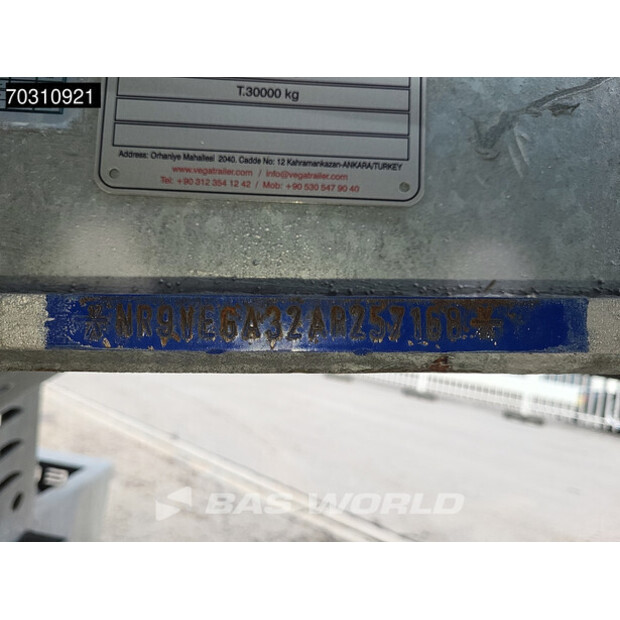 70310921
T.30000 kg
Address: Orhaniye Mahallesi 2040. Cadde No: 12 Kahramankazan-ANKARA/TURKEY
www.vegatrailer.com / info@vegatrailer.com
Tel: +90 312 354 12 42 / Mob: +90 530 547 90 40
*NR9VE6A32AR257168*
BAS WORLD